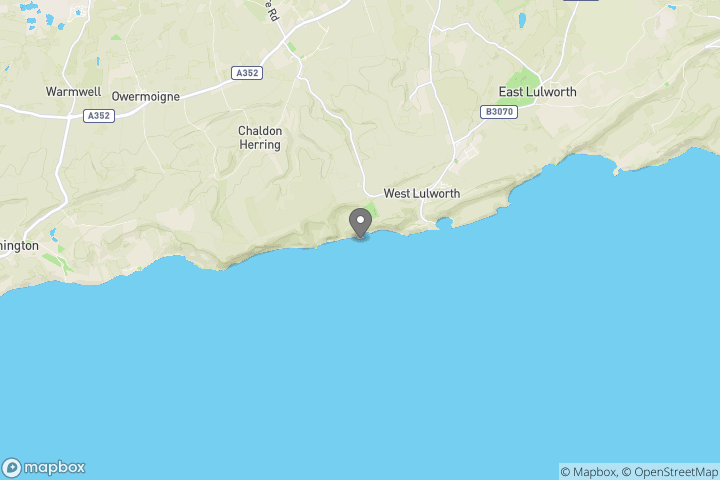 e Rd
A352
Warmwell
East Lulworth
Owermoigne
B3070
A352
Chaldon
Herring
West Lulworth
nington
mapbox
© Mapbox, © OpenStreetMap